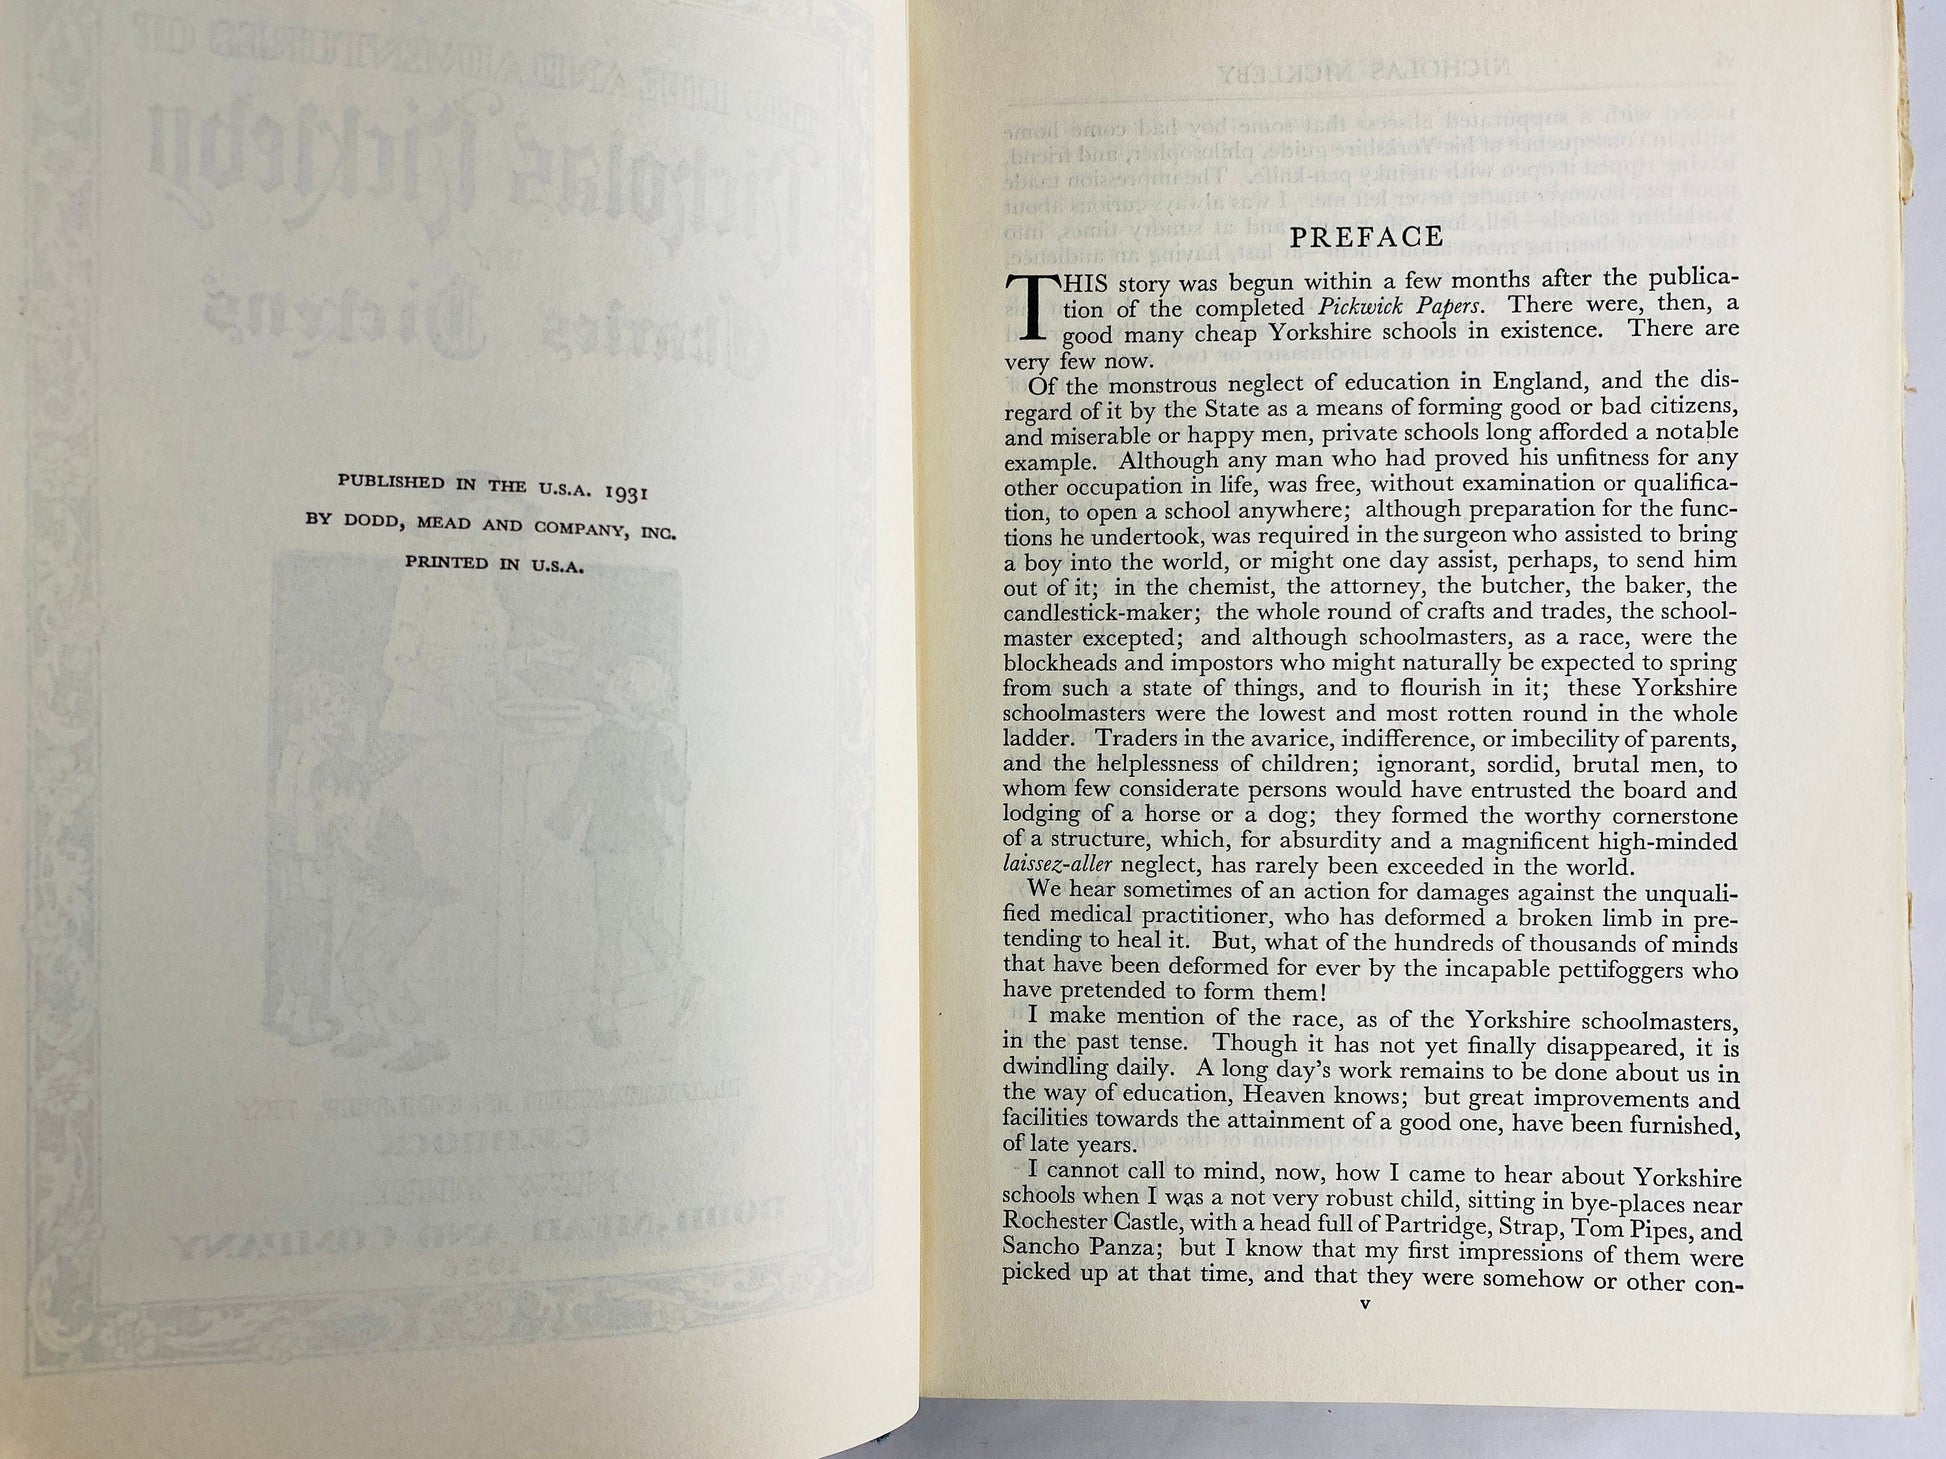 PUBLISHED IN THE U.S.A. 1931
BY DODD, MEAD AND COMPANY, INC.
PRINTED IN U.S.A.
PREFACE
THIS story was begun within a few months after the publica-
tion of the completed Pickwick Papers. There were, then, a
good many cheap Yorkshire schools in existence. There are
very few now.
Of the monstrous neglect of education in England, and the dis-
regard of it by the State as a means of forming good or bad citizens,
and miserable or happy men, private schools long afforded a notable
example. Although any man who had proved his unfitness for any
other occupation in life, was free, without examination or qualifica-
tion, to open a school anywhere; although preparation for the func-
tions he undertook, was required in the surgeon who assisted to bring
a boy into the world, or might one day assist, perhaps, to send him
out of it; in the chemist, the attorney, the butcher, the baker, the
candlestick-maker; the whole round of crafts and trades, the school-
master excepted; and although schoolmasters, as a race, were the
blockheads and impostors who might naturally be expected to spring
from such a state of things, and to flourish in it; these Yorkshire
schoolmasters were the lowest and most rotten round in the whole
ladder. Traders in the avarice, indifference, or imbecility of parents,
and the helplessness of children; ignorant, sordid, brutal men, to
whom few considerate persons would have entrusted the board and
lodging of a horse or a dog; they formed the worthy cornerstone
of a structure, which, for absurdity and a magnificent high-minded
laissez-aller neglect, has rarely been exceeded in the world.
We hear sometimes of an action for damages against the unquali-
fied medical practitioner, who has deformed a broken limb in pre-
tending to heal it. But, what of the hundreds of thousands of minds
that have been deformed for ever by the incapable pettifoggers who
have pretended to form them!
I make mention of the race, as of the Yorkshire schoolmasters,
in the past tense. Though it has not yet finally disappeared, it is
dwindling daily. A long day's work remains to be done about us in
the way of education, Heaven knows; but great improvements and
facilities towards the attainment of a good one, have been furnished,
of late years.
I cannot call to mind, now, how I came to hear about Yorkshire
schools when I was a not very robust child, sitting in bye-places near
Rochester Castle, with a head full of Partridge, Strap, Tom Pipes, and
Sancho Panza; but I know that my first impressions of them were
picked up at that time, and that they were somehow or other con-
v